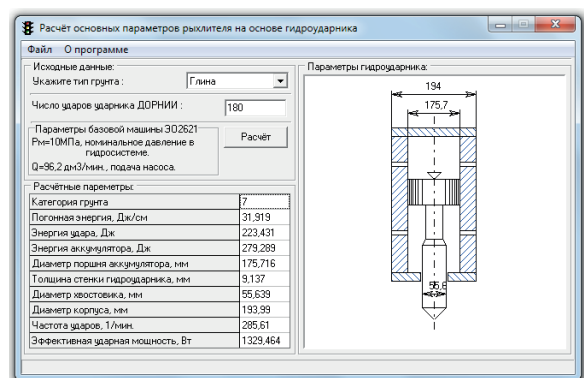 Расчёт основных параметров рыхлителя на основе гидроударника
Файл О программе
Исходные данные:
Укажите тип грунта : Глина
Число ударов ударника ДОРНИИ : 180
Параметры базовой машины ЭО2621
Рм=10МПа, номинальное давление в
гидросистеме.
Q=96,2 дм3/мин., подача насоса.
Расчёт
Расчётные параметры:
Категория грунта 7
Погонная энергия, Дж/см 31,919
Энергия удара, Дж 223,431
Энергия аккумулятора, Дж 279,289
Диаметр поршня аккумулятора, мм 175,716
Толщина стенки гидроударника, мм 9,137
Диаметр хвостовика, мм 55,639
Диаметр корпуса, мм 193,99
Частота ударов, 1/мин. 285,61
Эффективная ударная мощность, Вт 1329,464
Параметры гидроударника:
194
175,7
55,6